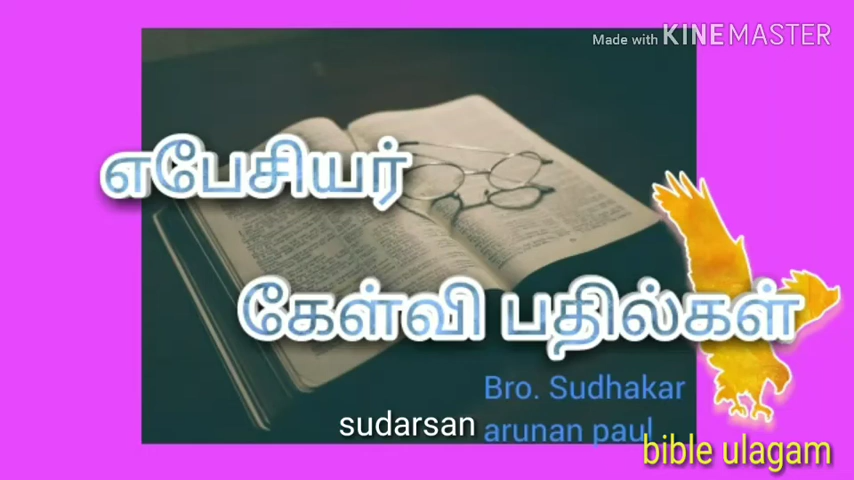 Made with KINEMASTER
எபேசியர்
கேள்வி பதில்கள்
Bro. Sudhakar
sudarsan arunan paul
bible ulagam